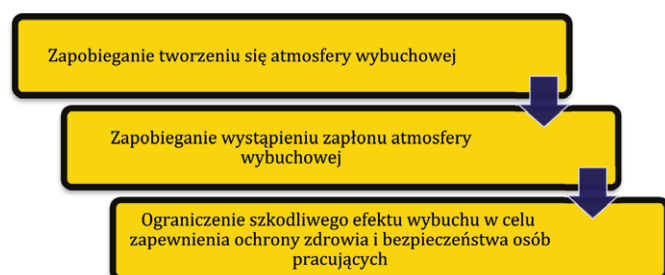 Zapobieganie tworzeniu się atmosfery wybuchowej
Zapobieganie wystąpieniu zapłonu atmosfery
wybuchowej
Ograniczenie szkodliwego efektu wybuchu w celu
zapewnienia ochrony zdrowia i bezpieczeństwa osób
pracujących